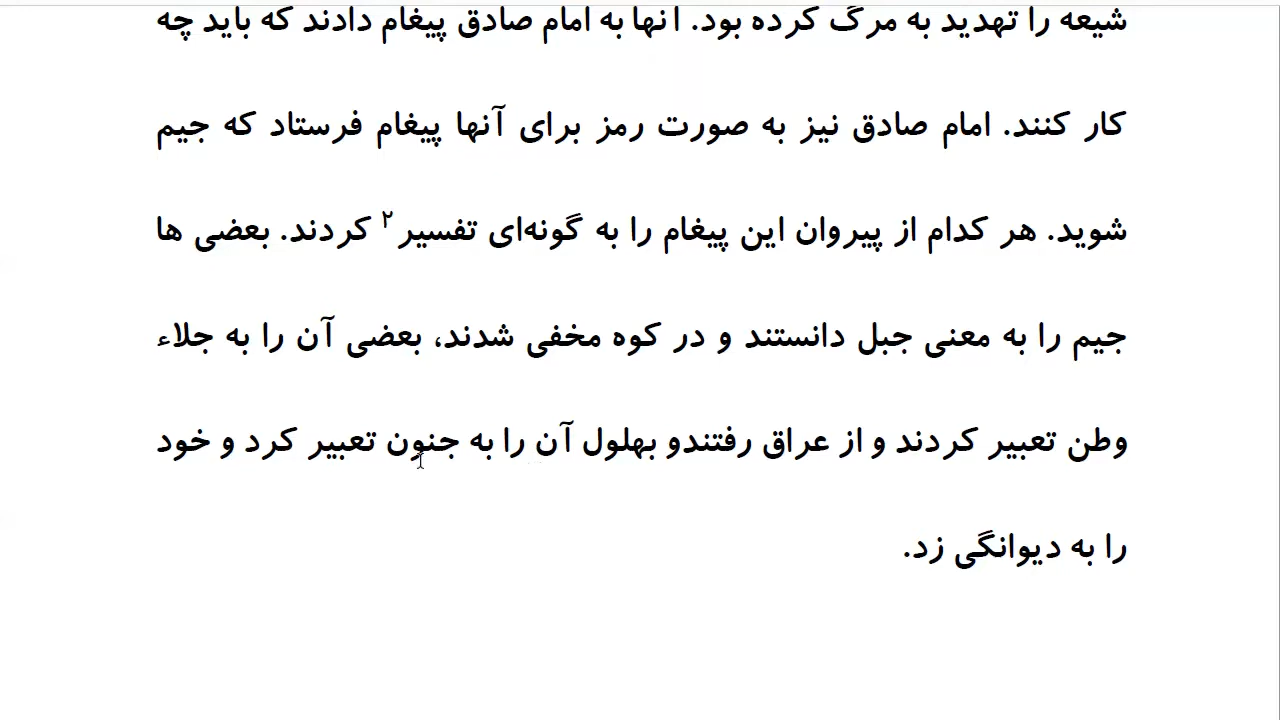 شیعه را تهدید به مرگ کرده بود. آنها به امام صادق پیغام دادند که باید چه
کار کنند. امام صادق نیز به صورت رمز برای آنها پیغام فرستاد که جیم
شوید. هر کدام از پیروان این پیغام را به گونه‌ای تفسیر۲ کردند. بعضی ها
جیم را به معنی جبل دانستند و در کوه مخفی شدند، بعضی آن را به جلاء
وطن تعبیر کردند و از عراق رفتندو بهلول آن را به جنون تعبیر کرد و خود
را به دیوانگی زد.